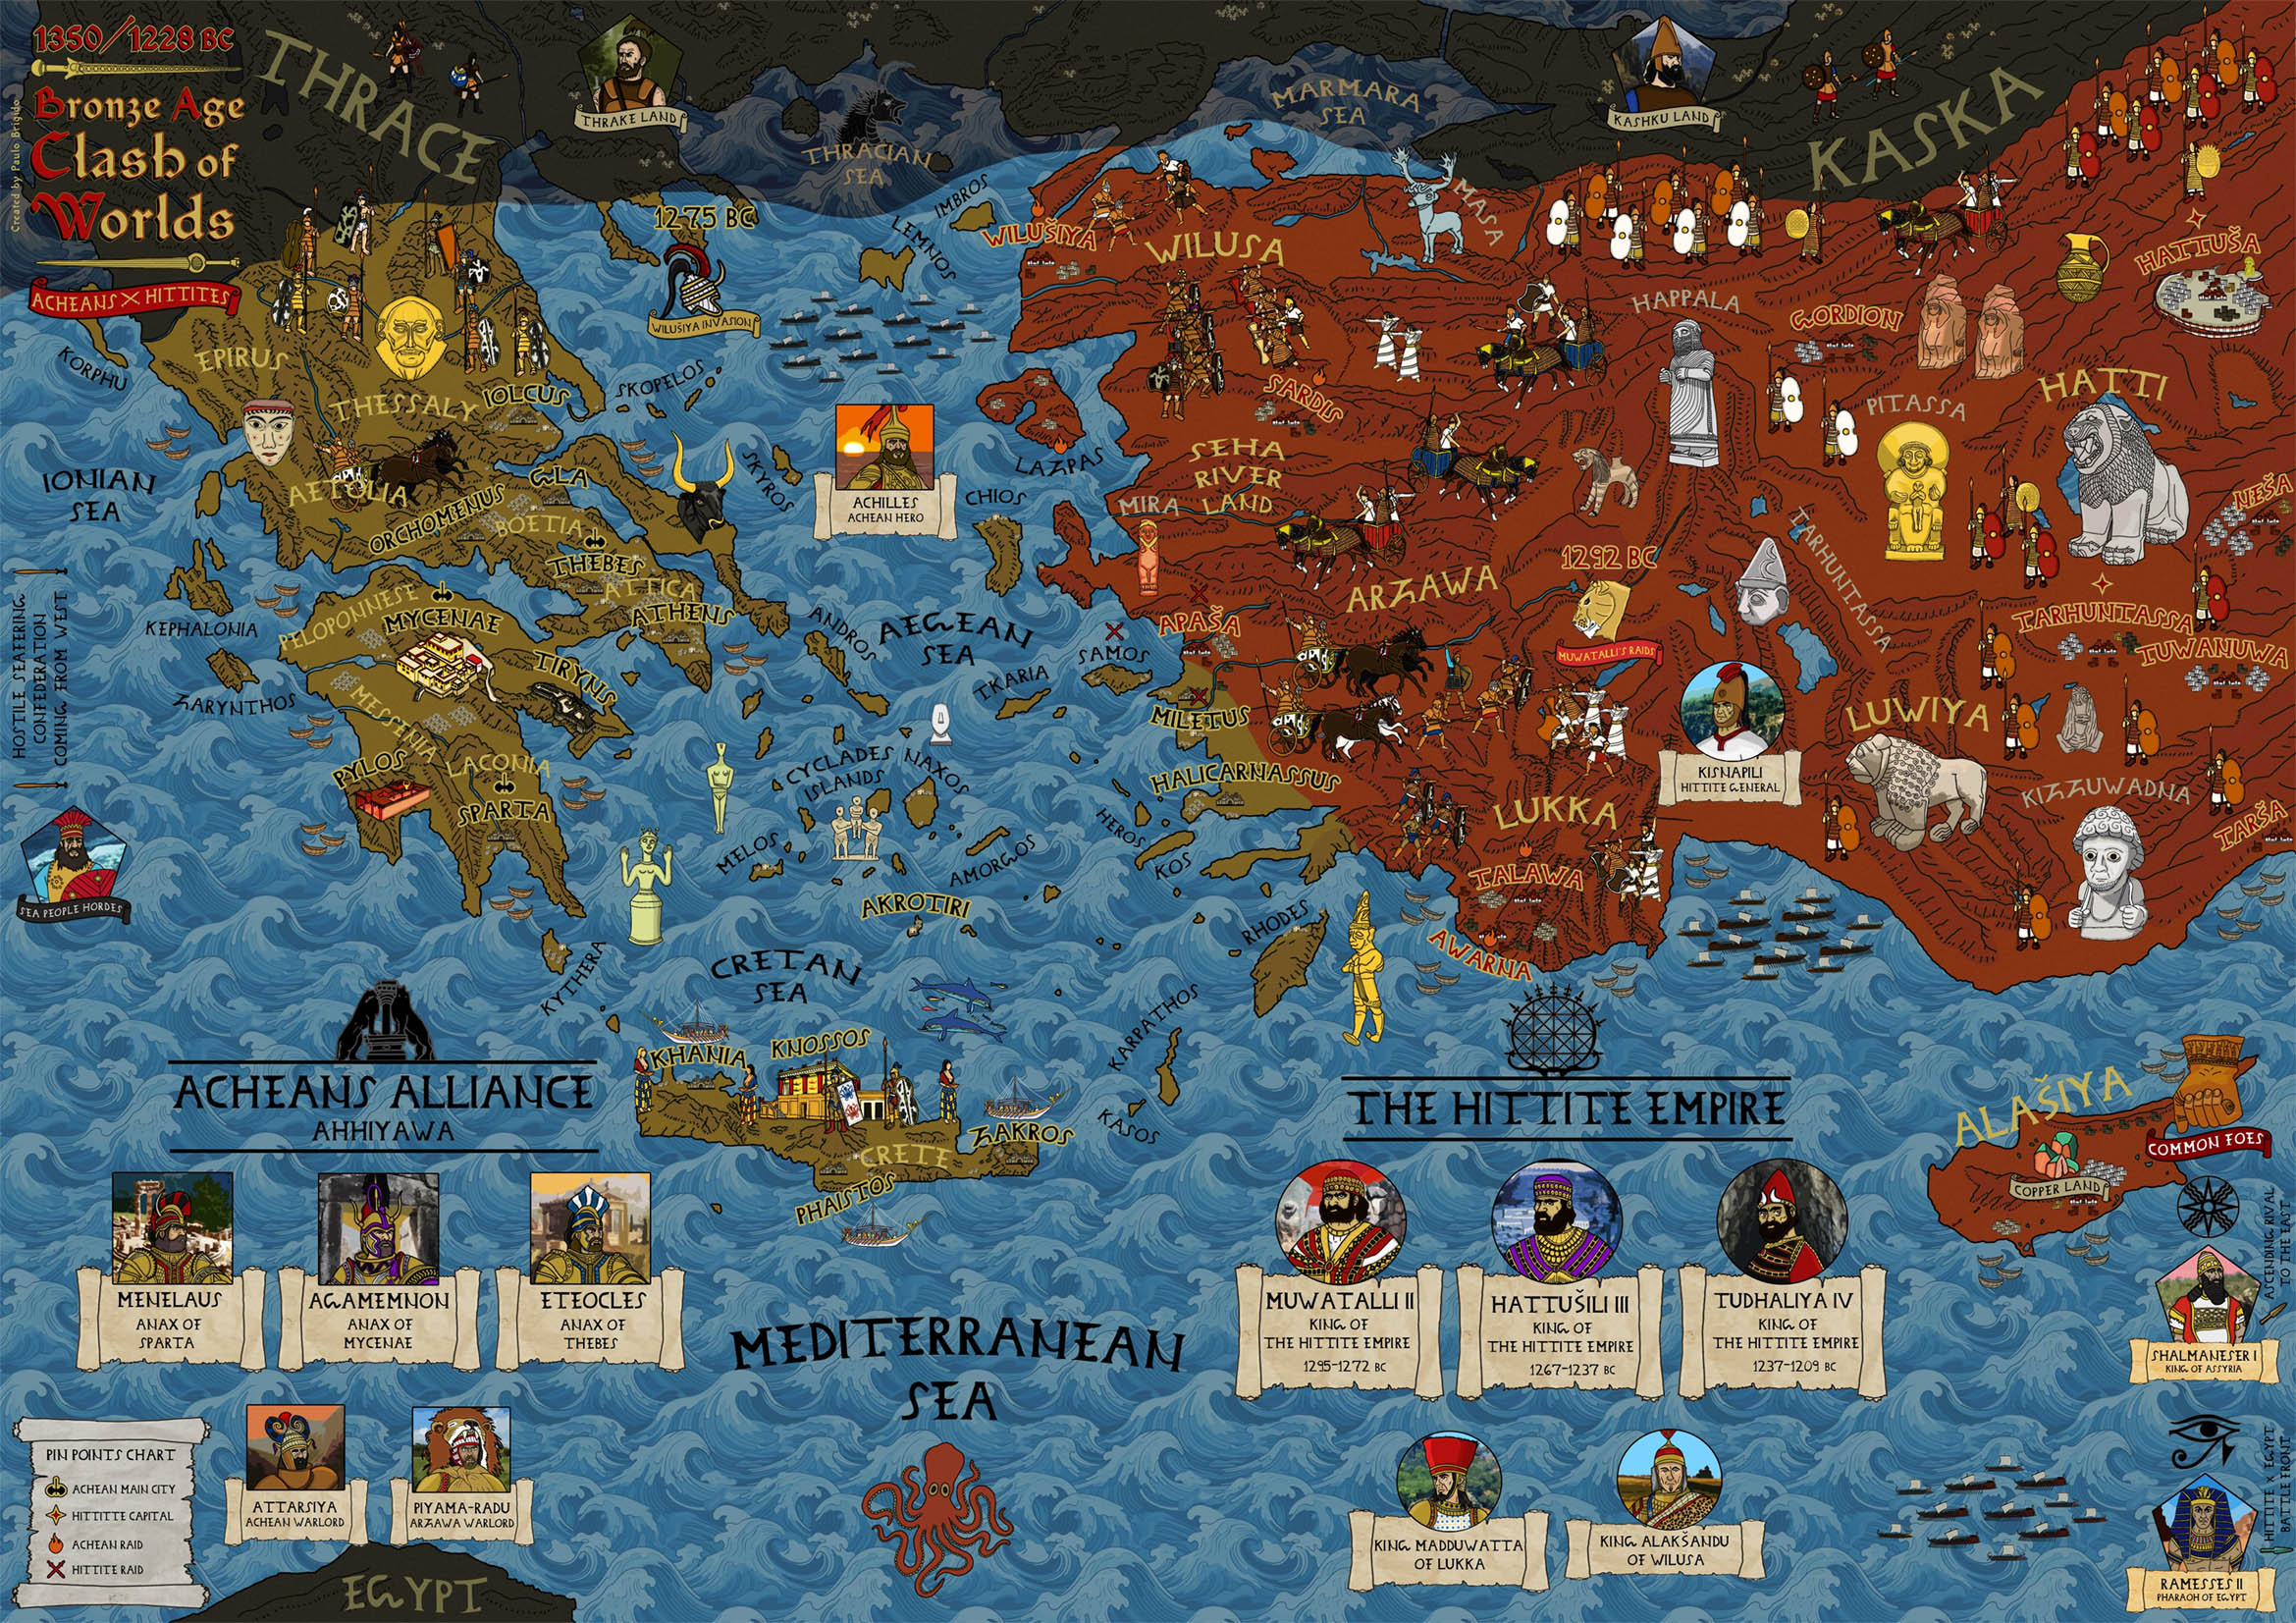 1350/1228 BC
Bronze Age
Clash of
Worlds
Created by Paulo Brigido
ACHEANS X HITTITES
THRACE
THRAKE LAND
THRACIAN
SEA
MARMARA
SEA
KASHKU LAND
KASKA
1275 BC
WILUŠIYA INVASION
IMBROS
LEMNOS
WILUŠIYA
WILUSA
MASA
HAPPALA
GORDION
HATTUŠA
HATTI
PITASSA
NEŠA
KORPHU
EPIRUS
THESSALY
IOLCUS
SKOPELOS
SKYROS
IONIAN
SEA
AETOLIA
ORCHOMENUS
GLA
BOETIA
THEBES
ATTICA
ATHENS
PELOPONNESE
MYCENAE
TIRYNS
MESSENIA
PYLOS
LACONIA
SPARTA
KEPHALONIA
ZARYNTHOS
KYTHERA
HOSTILE SEAFERING
CONFEDERATION
COMING FROM WEST
SEA PEOPLE HORDES
ACHILLES
ACHEAN HERO
LAZPAS
CHIOS
SARDIS
SEHA
RIVER
LAND
MIRA
ARZAWA
APAŠA
SAMOS
IKARIA
ANDROS
AEGEAN
SEA
MILETUS
HALICARNASSUS
CYCLADES
ISLANDS
NAXOS
MELOS
AMORGOS
AKROTIRI
HEROS
KOS
RHODES
KARPATHOS
KASOS
CRETAN
SEA
KHANIA
KNOSSOS
ZAKROS
CRETE
PHAISTOS
1292 BC
MUWATALLI'S RAIDS
TARHUNTASSA
TARHUNTASSA
TUWANUWA
KISNAPILI
HITTITE GENERAL
LUWIYA
KIZZUWADNA
TARŠA
LUKKA
TALAWA
AWARNA
ACHEANS ALLIANCE
AHHIYAWA
MENELAUS
ANAX OF
SPARTA
AGAMEMNON
ANAX OF
MYCENAE
ETEOCLES
ANAX OF
THEBES
ATTARSIYA
ACHEAN WARLORD
PIYAMA-RADU
ARZAWA WARLORD
PIN POINTS CHART
ACHEAN MAIN CITY
HITTITTE CAPITAL
ACHEAN RAID
HITTITE RAID
EGYPT
MEDITERRANEAN
SEA
THE HITTITE EMPIRE
MUWATALLI II
KING OF
THE HITTITE EMPIRE
1295-1272 BC
HATTUŠILI III
KING OF
THE HITTITE EMPIRE
1267-1237 BC
TUDHALIYA IV
KING OF
THE HITTITE EMPIRE
1237-1209 BC
KING MADDUWATTA
OF LUKKA
KING ALAKŠANDU
OF WILUSA
ALAŠIYA
COPPER LAND
COMMON FOES
ASCENDING RIVAL
TO THE EAST
SHALMANESER I
KING OF ASSYRIA
HITTITE X EGYPT
BATTLE FRONT
RAMESSES II
PHARAOH OF EGYPT